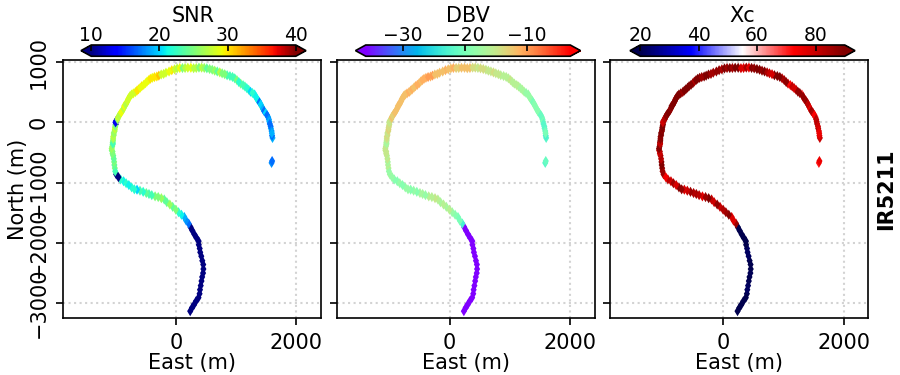 SNR
10 20 30 40
DBV
−30 −20 −10
Xc
20 40 60 80
North (m)
1000
0
−1000
−2000
−3000
0 2000
East (m)
0 2000
East (m)
0 2000
East (m)
IR5211